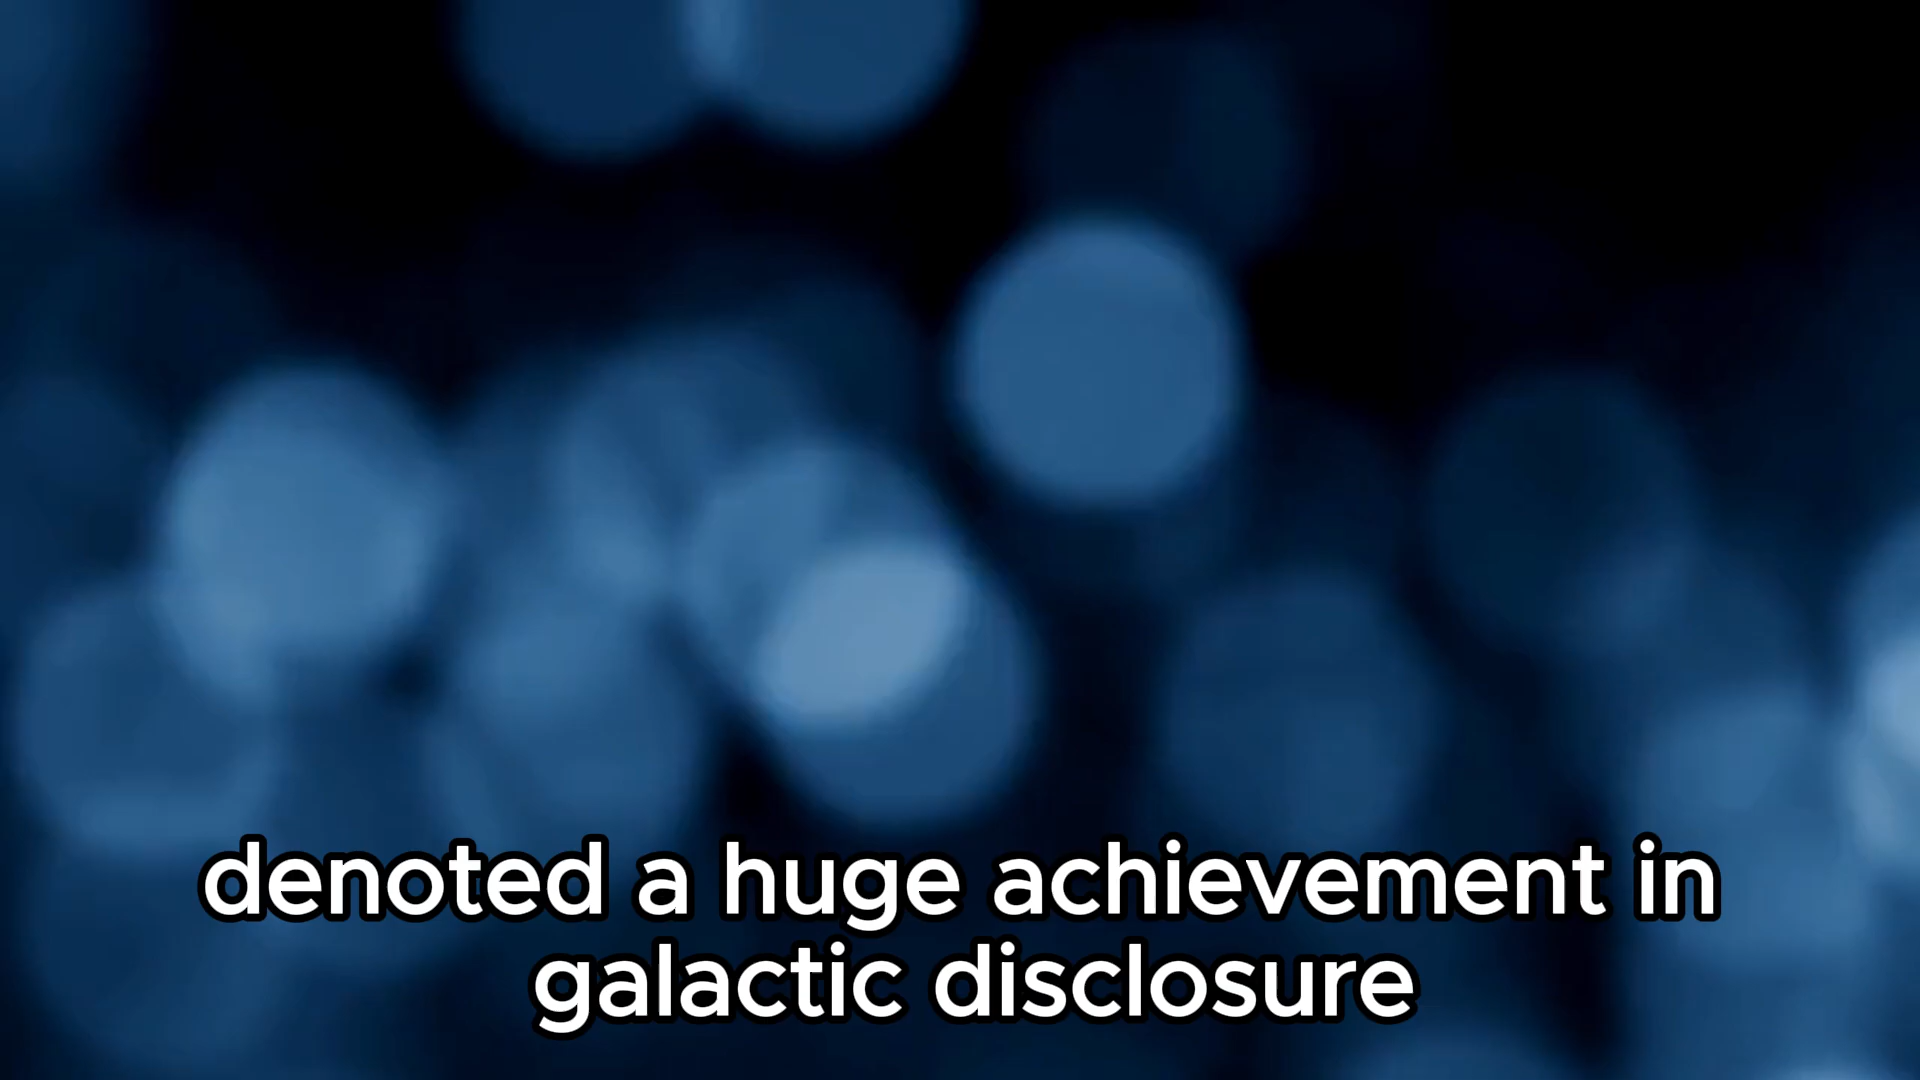 denoted a huge achievement in
galactic disclosure